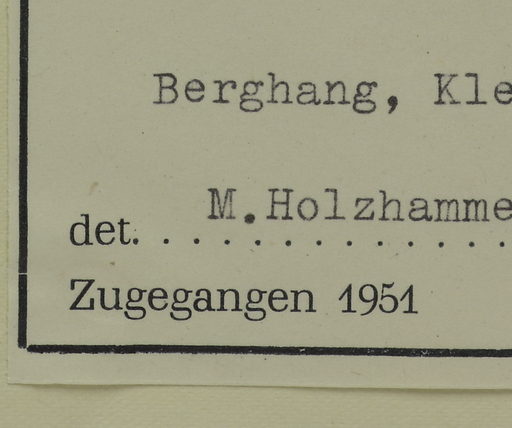 Berghang, Kle
M.Holzhamme
det. . . . . . . . . . . . .
Zugegangen 1951